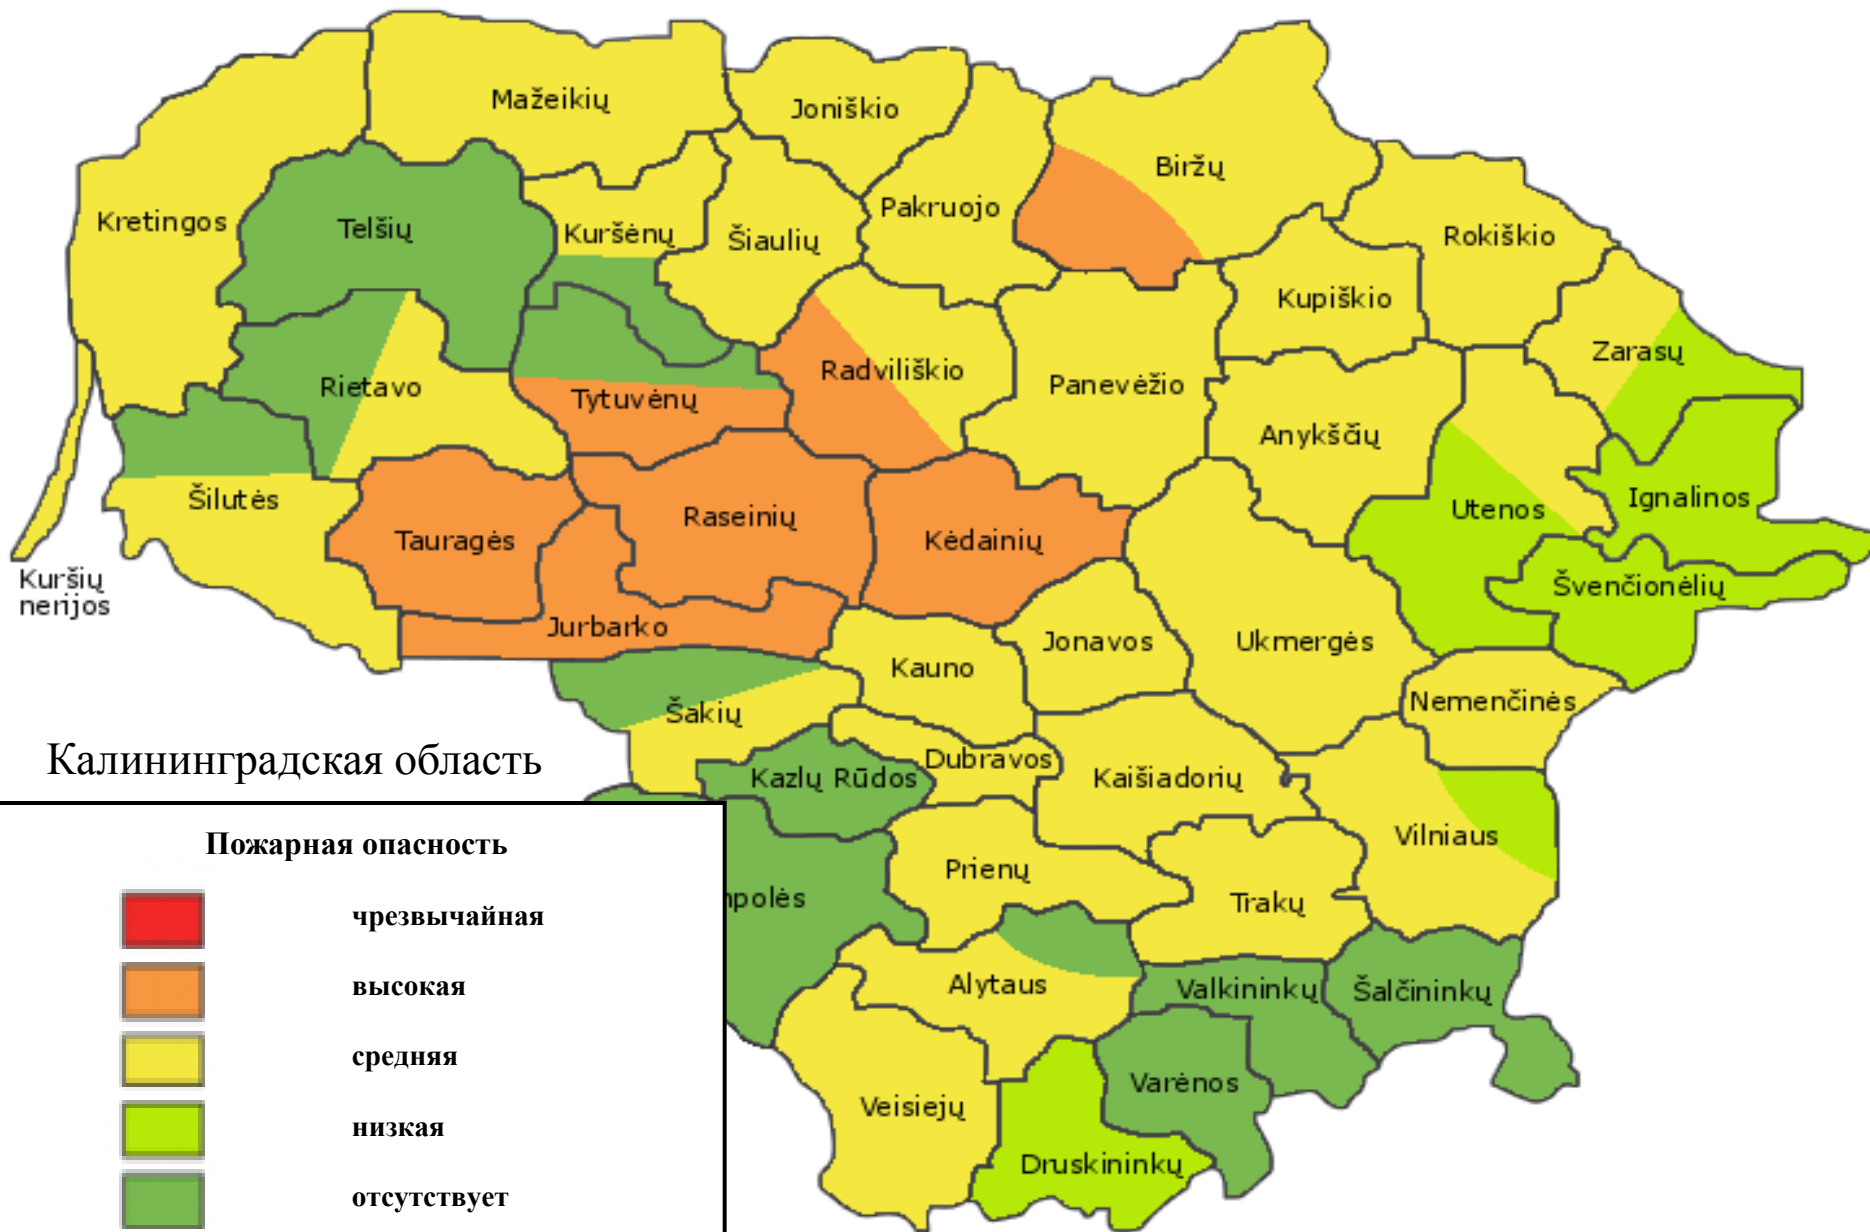 Mažeikių
Joniškio
Biržų
Kretingos
Telšių
Kuršėnų
Šiaulių
Pakruojo
Rokiškio
Kupiškio
Zarasų
Rietavo
Tytuvėnų
Radviliškio
Panevėžio
Anykščių
Šilutės
Tauragės
Raseinių
Kėdainių
Utenos
Ignalinos
Kuršių
nerijos
Švenčionėlių
Jurbarko
Kauno
Jonavos
Ukmergės
Nemenčinės
Šakių
Калининградская область
Kazlų Rūdos
Dubravos
Kaišiadorių
Vilniaus
Prienų
Trakų
npolės
Alytaus
Valkininkų
Šalčininkų
Varėnos
Veisiejų
Druskininkų
Пожарная опасность
чрезвычайная
высокая
средняя
низкая
отсутствует